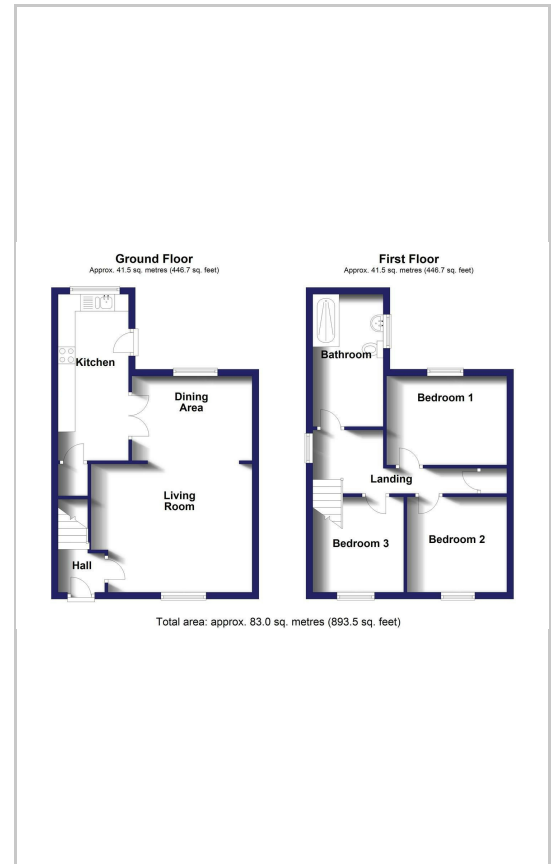 Ground Floor
Approx. 41.5 sq. metres (446.7 sq. feet)
Kitchen
Dining
Area
Living
Room
Hall
First Floor
Approx. 41.5 sq. metres (446.7 sq. feet)
Bathroom
Bedroom 1
Landing
Bedroom 3
Bedroom 2
Total area: approx. 83.0 sq. metres (893.5 sq. feet)